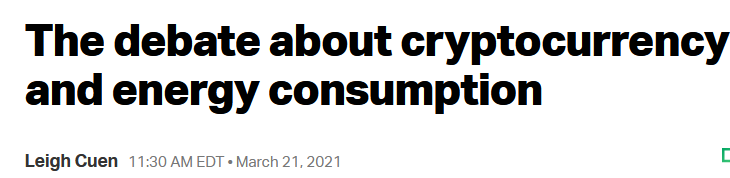 The debate about cryptocurrency
and energy consumption
Leigh Cuen 11:30 AM EDT • March 21, 2021